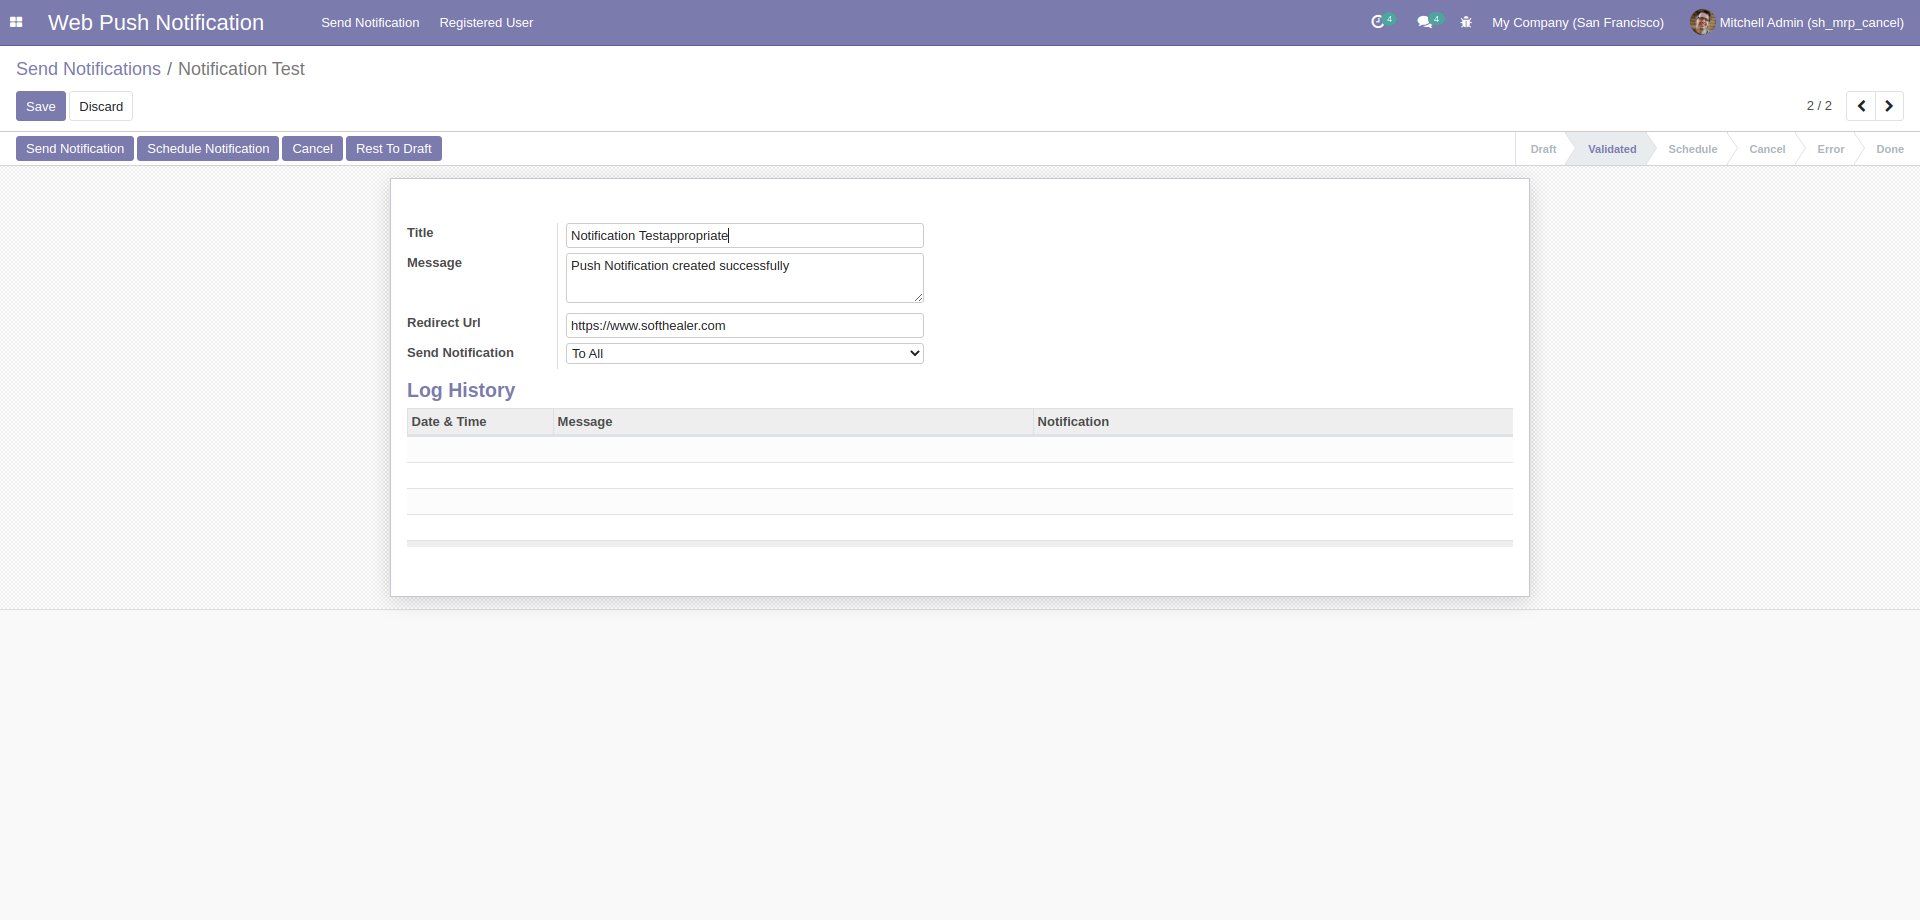 Web Push Notification Send Notification Registered User 4 4 My Company (San Francisco) Mitchell Admin (sh_mrp_cancel)
Send Notifications / Notification Test
Save Discard 2 / 2
Send Notification Schedule Notification Cancel Rest To Draft Draft Validated Schedule Cancel Error Done
Title Notification Testappropriate
Message Push Notification created successfully
Redirect Url https://www.softhealer.com
Send Notification To All
Log History
Date & Time Message Notification